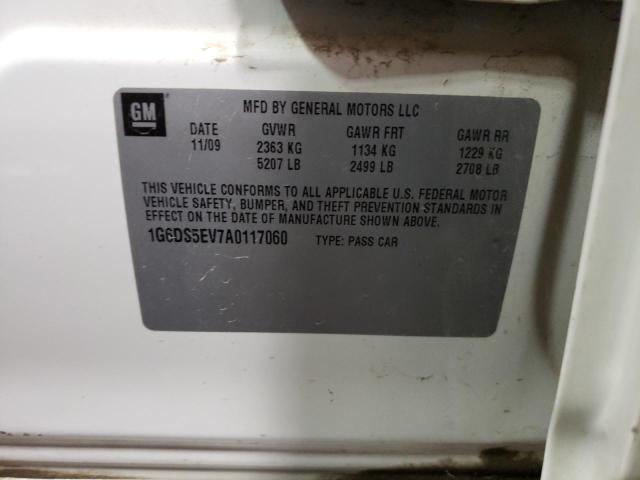 GM
MFD BY GENERAL MOTORS LLC
DATE GVWR GAWR FRT GAWR RR
11/09 2363 KG 1134 KG 1229 KG
5207 LB 2499 LB 2708 LB
THIS VEHICLE CONFORMS TO ALL APPLICABLE U.S. FEDERAL MOTOR
VEHICLE SAFETY, BUMPER, AND THEFT PREVENTION STANDARDS IN
EFFECT ON THE DATE OF MANUFACTURE SHOWN ABOVE.
1G6DS5EV7A0117060 TYPE: PASS CAR